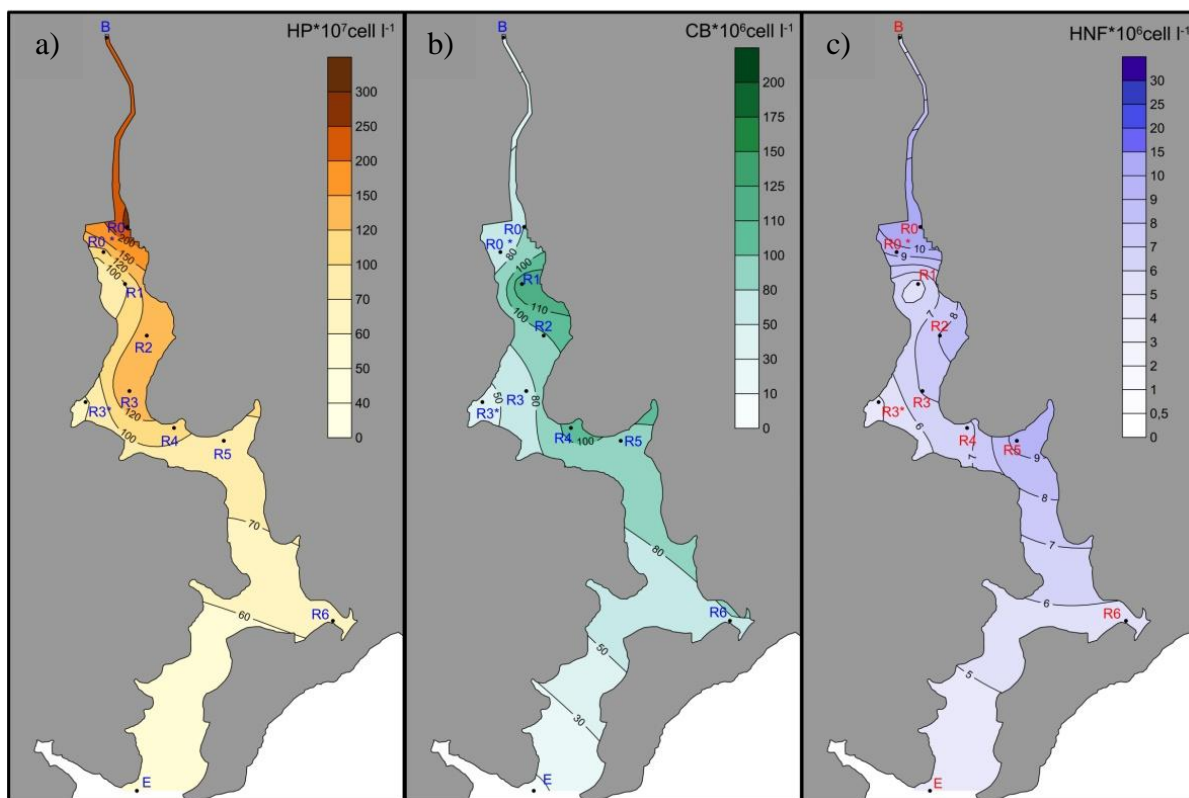 a)
HP*10⁷cell l⁻¹
300
250
200
150
120
100
70
60
50
40
0
B
R0
200
R0*
150
120
100
R1
R2
R3
R3*
120
100
R4
R5
70
60
R6
E
b)
CB*10⁶cell l⁻¹
200
175
150
125
110
100
80
50
30
10
0
B
R0
R0*
80
100
R1
110
100
R2
50
R3
80
R3*
R4
100
R5
80
R6
50
30
E
c)
HNF*10⁶cell l⁻¹
30
25
20
15
10
9
8
7
6
5
4
3
2
1
0,5
0
B
R0
R0*
10
9
R1
7
8
R2
R3
R3*
6
R4
7
R5
9
8
7
6
R6
5
E